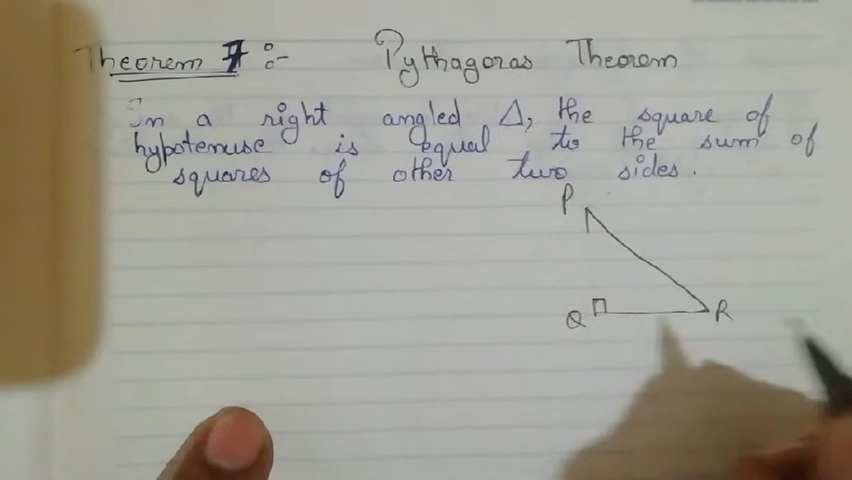 Theorem 7 :- Pythagoras Theorem
In a right angled Δ, the square of
hypotenuse is equal to the sum of
squares of other two sides.
P
Q R